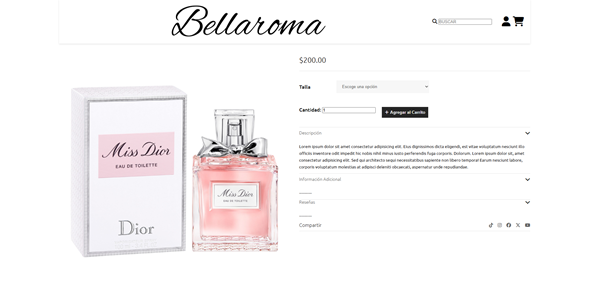 Bellaroma
BUSCAR
$200.00
Talla
Escoge una opción
Cantidad:
1
+ Agregar al Carrito
Descripción
Lorem ipsum dolor sit amet consectetur adipisicing elit. Eius dignissimos dicta eligendi, est vitae voluptatum nesciunt illo
officiis inventore odit impedit hic nobis nihil minus iusto perferendis fuga corporis. Dolorum. Lorem ipsum dolor sit, amet
consectetur adipisicing elit. Sed qui architecto sequi necessitatibus sapiente non libero tempora! Earum nesciunt labore,
corporis voluptatibus molestias at adipisci deleniti obcaecati, aspernatur unde repudiandae.
Información Adicional
Reseñas
Compartir
Miss Dior
EAU DE TOILETTE
Dior
Miss Dior
EAU DE TOILETTE